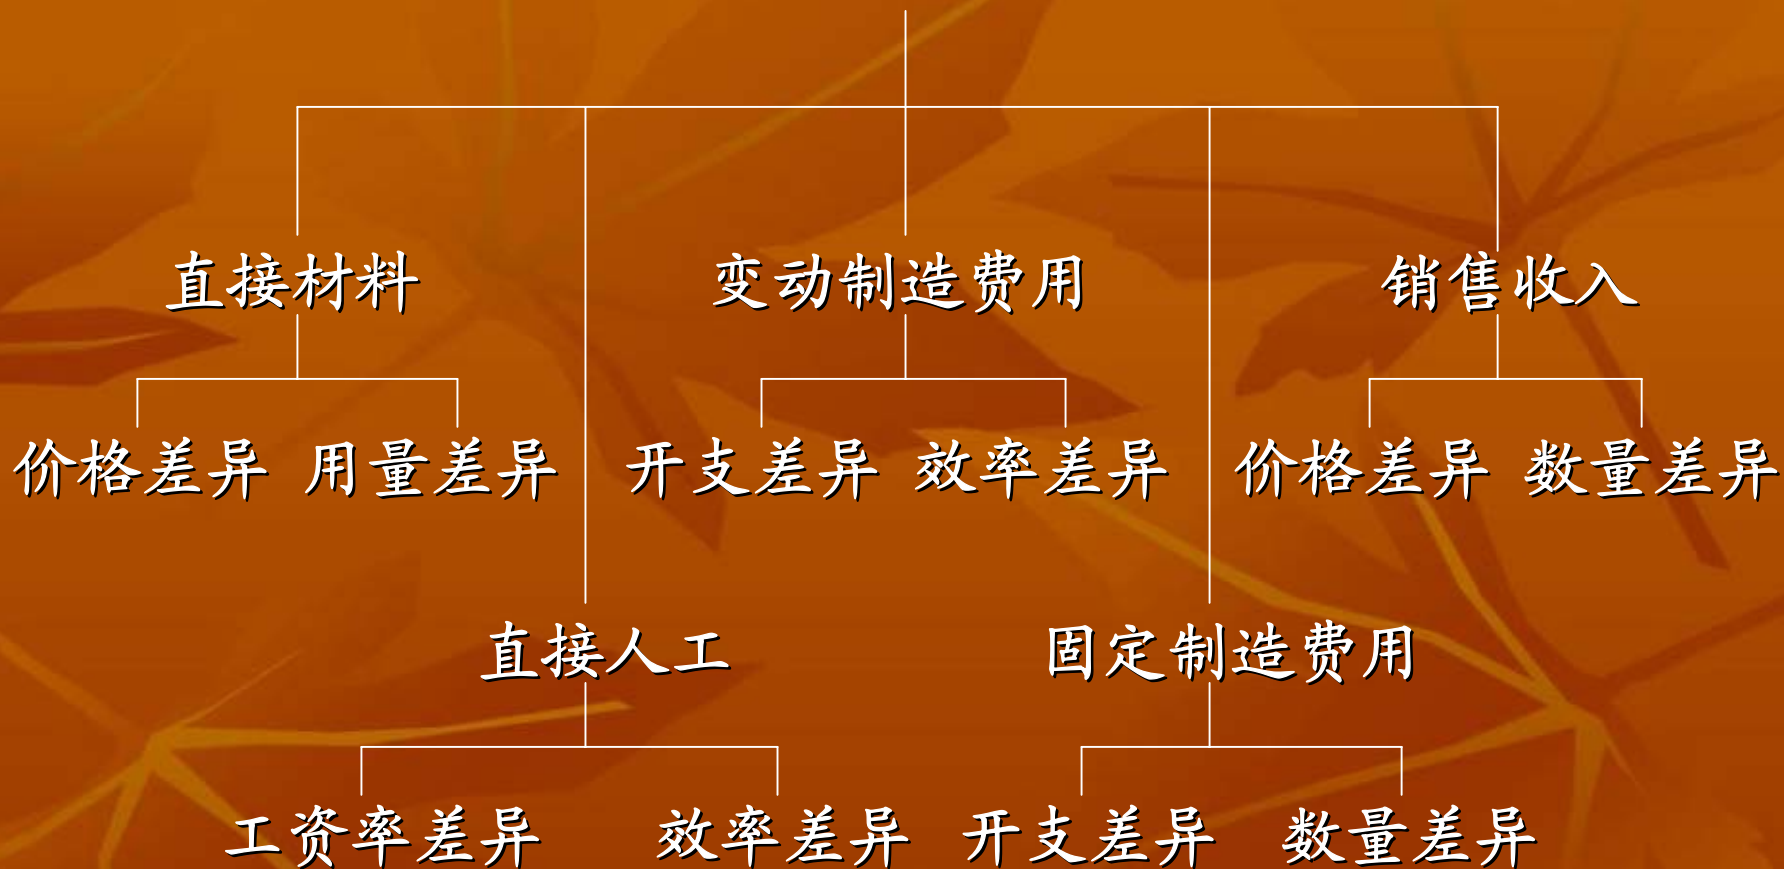 直接材料 变动制造费用 销售收入
价格差异 用量差异 开支差异 效率差异 价格差异 数量差异
直接人工 固定制造费用
工资率差异 效率差异 开支差异 数量差异